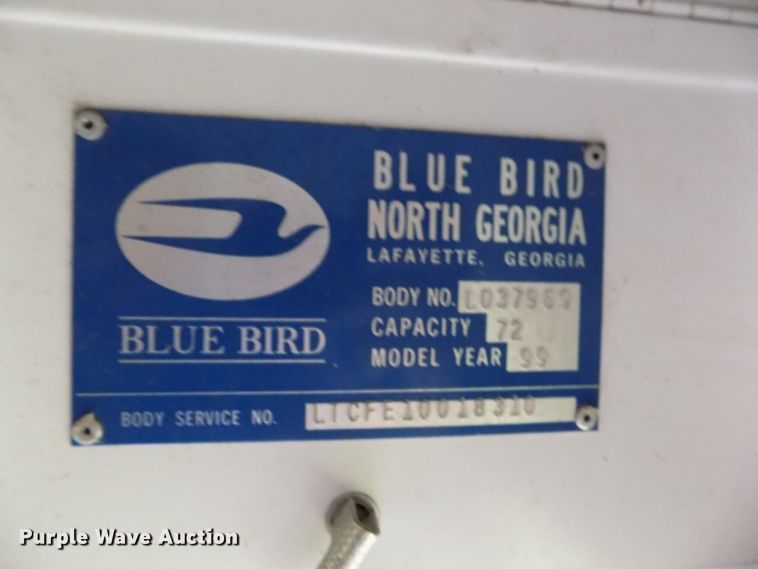 BLUE BIRD
NORTH GEORGIA
LAFAYETTE, GEORGIA
BODY NO. L037969
CAPACITY 72
MODEL YEAR 99
BLUE BIRD
BODY SERVICE NO. LTCFE10018310
Purple Wave Auction